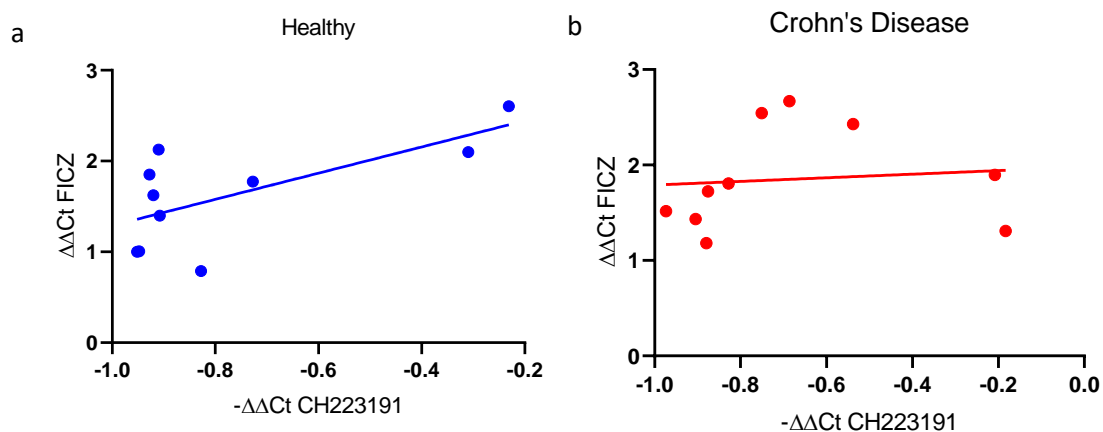 a
Healthy
3
2
1
0
ΔΔCt FICZ
-1.0 -0.8 -0.6 -0.4 -0.2
-ΔΔCt CH223191
b
Crohn's Disease
3
2
1
0
ΔΔCt FICZ
-1.0 -0.8 -0.6 -0.4 -0.2 0.0
-ΔΔCt CH223191